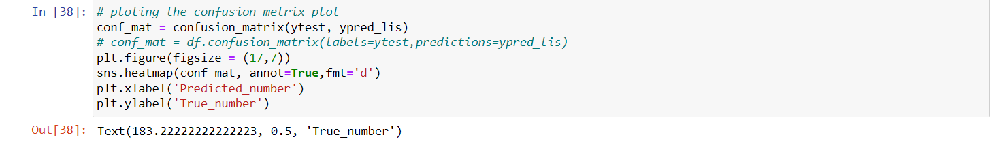 In [38]: # ploting the confusion metrix plot
conf_mat = confusion_matrix(ytest, ypred_lis)
# conf_mat = df.confusion_matrix(labels=ytest,predictions=ypred_lis)
plt.figure(figsize = (17,7))
sns.heatmap(conf_mat, annot=True,fmt='d')
plt.xlabel('Predicted_number')
plt.ylabel('True_number')
Out[38]: Text(183.22222222222223, 0.5, 'True_number')